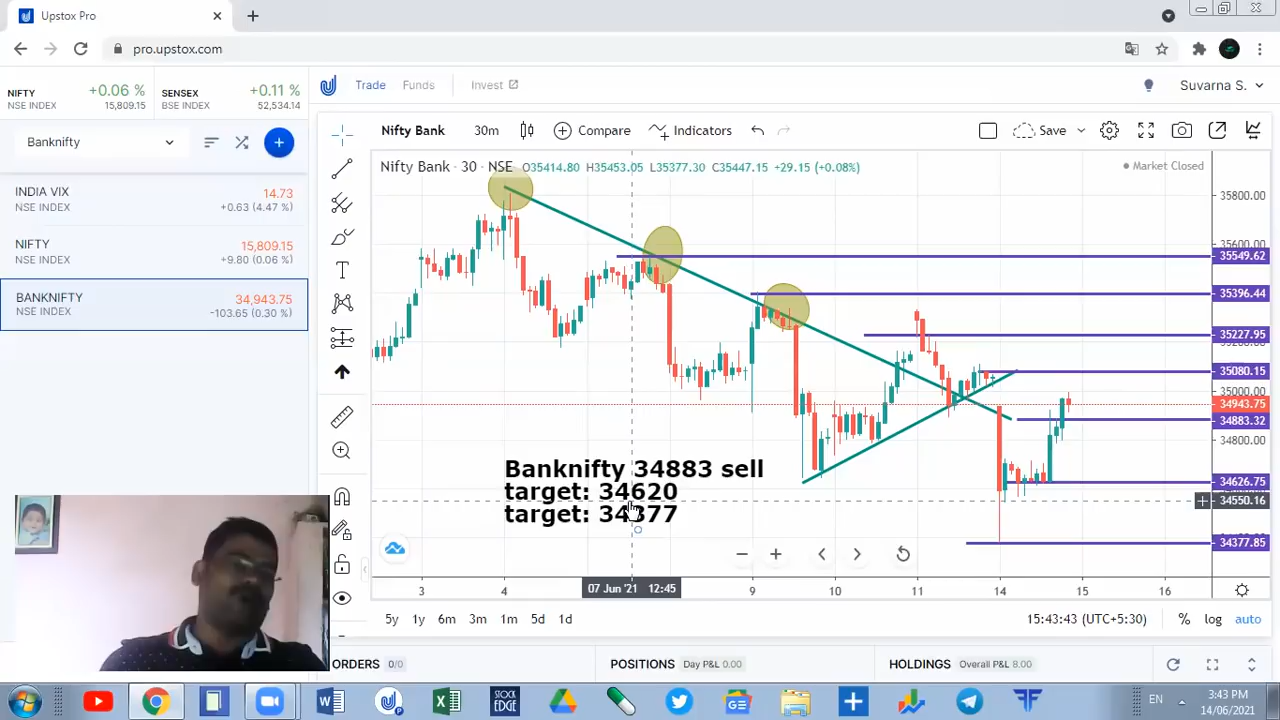 Upstox Pro
pro.upstox.com
NIFTY +0.06 % SENSEX +0.11 %
NSE INDEX 15,809.15 BSE INDEX 52,534.14
Trade Funds Invest Suvarna S.
Banknifty
Nifty Bank 30m Compare Indicators Save
Nifty Bank · 30 · NSE O35414.80 H35453.05 L35377.30 C35447.15 +29.15 (+0.08%) Market Closed
INDIA VIX 14.73
NSE INDEX +0.63 (4.47 %)
NIFTY 15,809.15
NSE INDEX +9.80 (0.06 %)
BANKNIFTY 34,943.75
NSE INDEX -103.65 (0.30 %)
35800.00
35600.00
35549.62
35396.44
35227.95
35080.15
35000.00
34943.75
34883.32
34800.00
34626.75
34550.16
34377.85
Banknifty 34883 sell
target: 34620
target: 34377
3 4 07 Jun '21 12:45 9 10 11 14 15 16
5y 1y 6m 3m 1m 5d 1d 15:43:43 (UTC+5:30) % log auto
ORDERS 0/0 POSITIONS Day P&L 0.00 HOLDINGS Overall P&L 8.00
STOCK
EDGE
EN 3:43 PM
14/06/2021